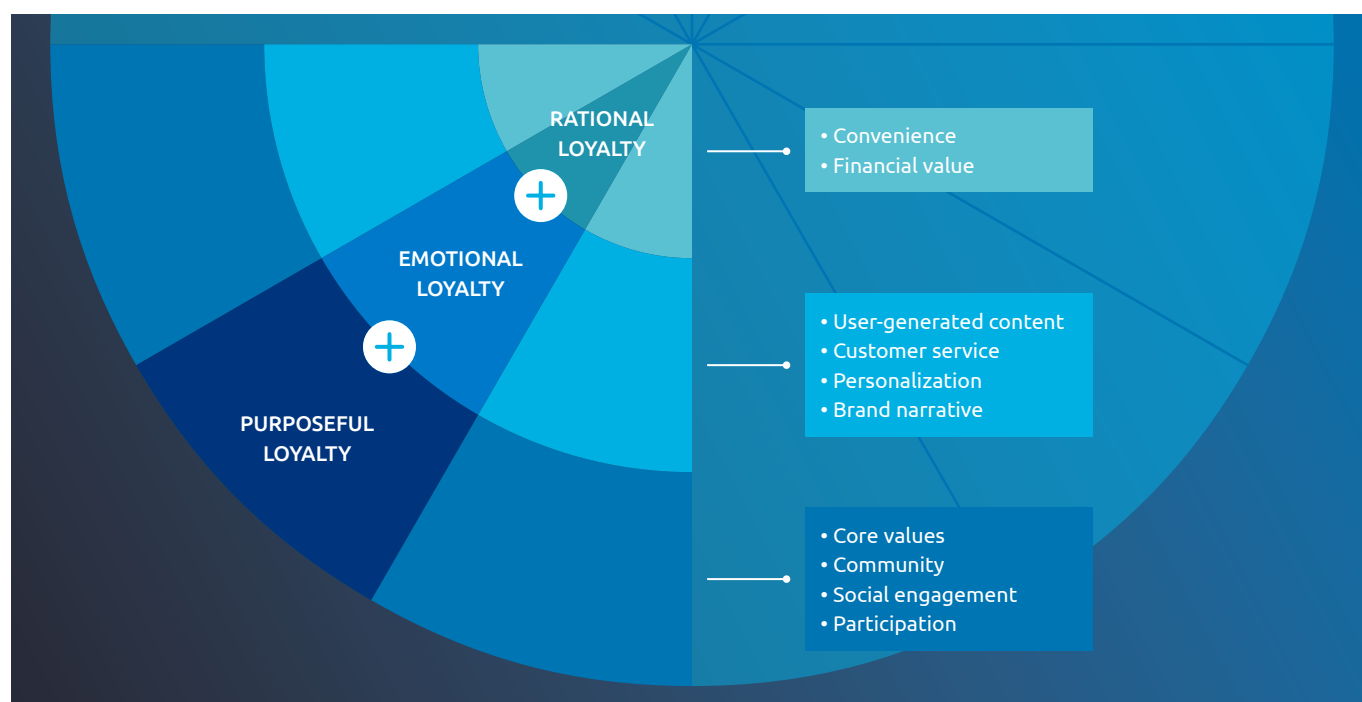 RATIONAL
LOYALTY
• Convenience
• Financial value
EMOTIONAL
LOYALTY
• User-generated content
• Customer service
• Personalization
• Brand narrative
PURPOSEFUL
LOYALTY
• Core values
• Community
• Social engagement
• Participation